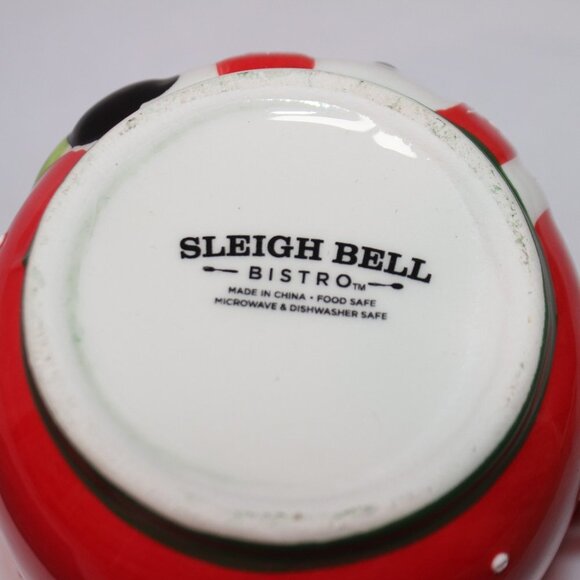 SLEIGH BELL
BISTRO™
MADE IN CHINA • FOOD SAFE
MICROWAVE & DISHWASHER SAFE